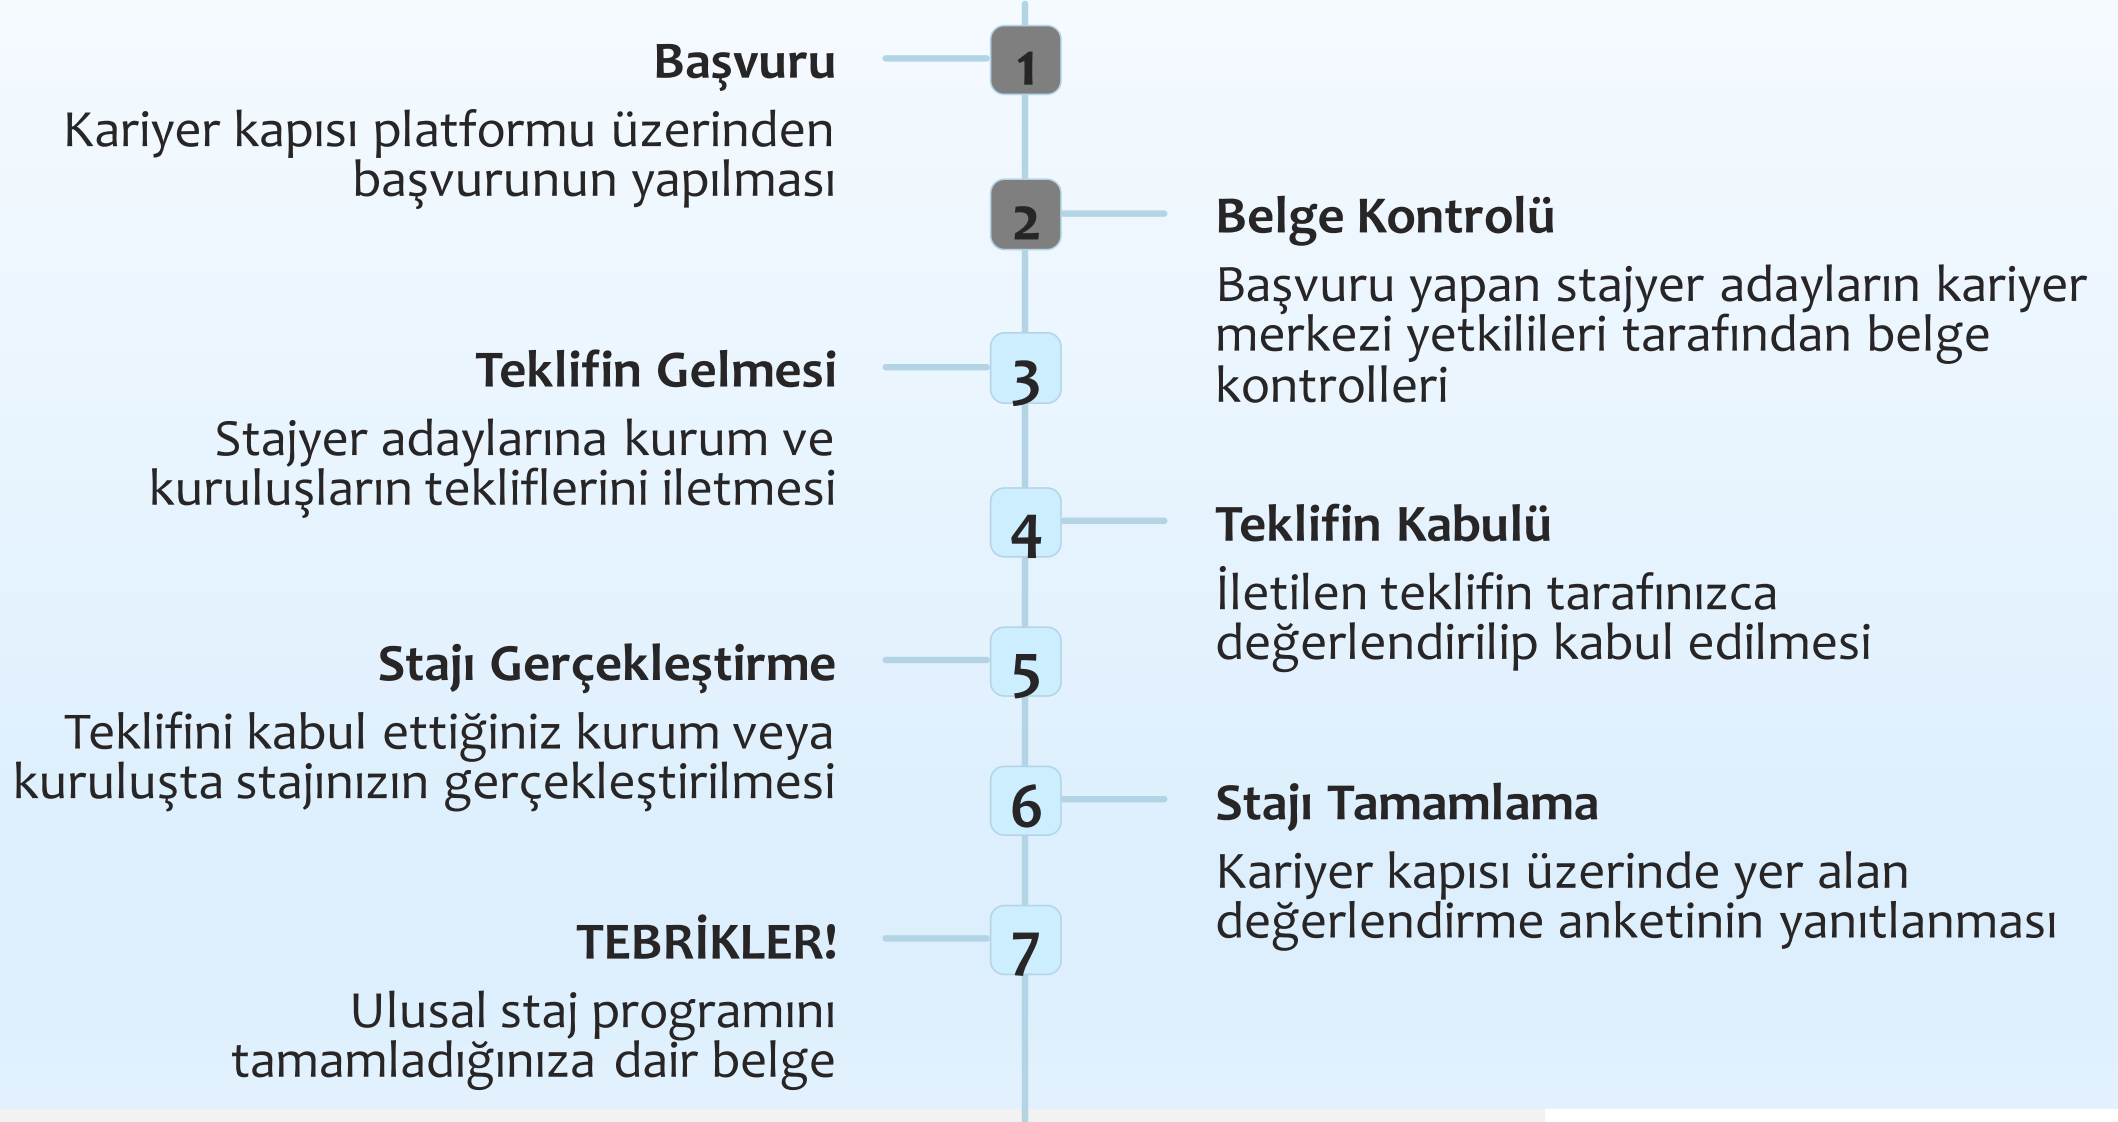 1
Başvuru
Kariyer kapısı platformu üzerinden
başvurunun yapılması
2
Belge Kontrolü
Başvuru yapan stajyer adayların kariyer
merkezi yetkilileri tarafından belge
kontrolleri
3
Teklifin Gelmesi
Stajyer adaylarına kurum ve
kuruluşların tekliflerini iletmesi
4
Teklifin Kabulü
İletilen teklifin tarafınızca
değerlendirilip kabul edilmesi
5
Stajı Gerçekleştirme
Teklifini kabul ettiğiniz kurum veya
kuruluşta stajınızın gerçekleştirilmesi
6
Stajı Tamamlama
Kariyer kapısı üzerinde yer alan
değerlendirme anketinin yanıtlanması
7
TEBRİKLER!
Ulusal staj programını
tamamladığınıza dair belge